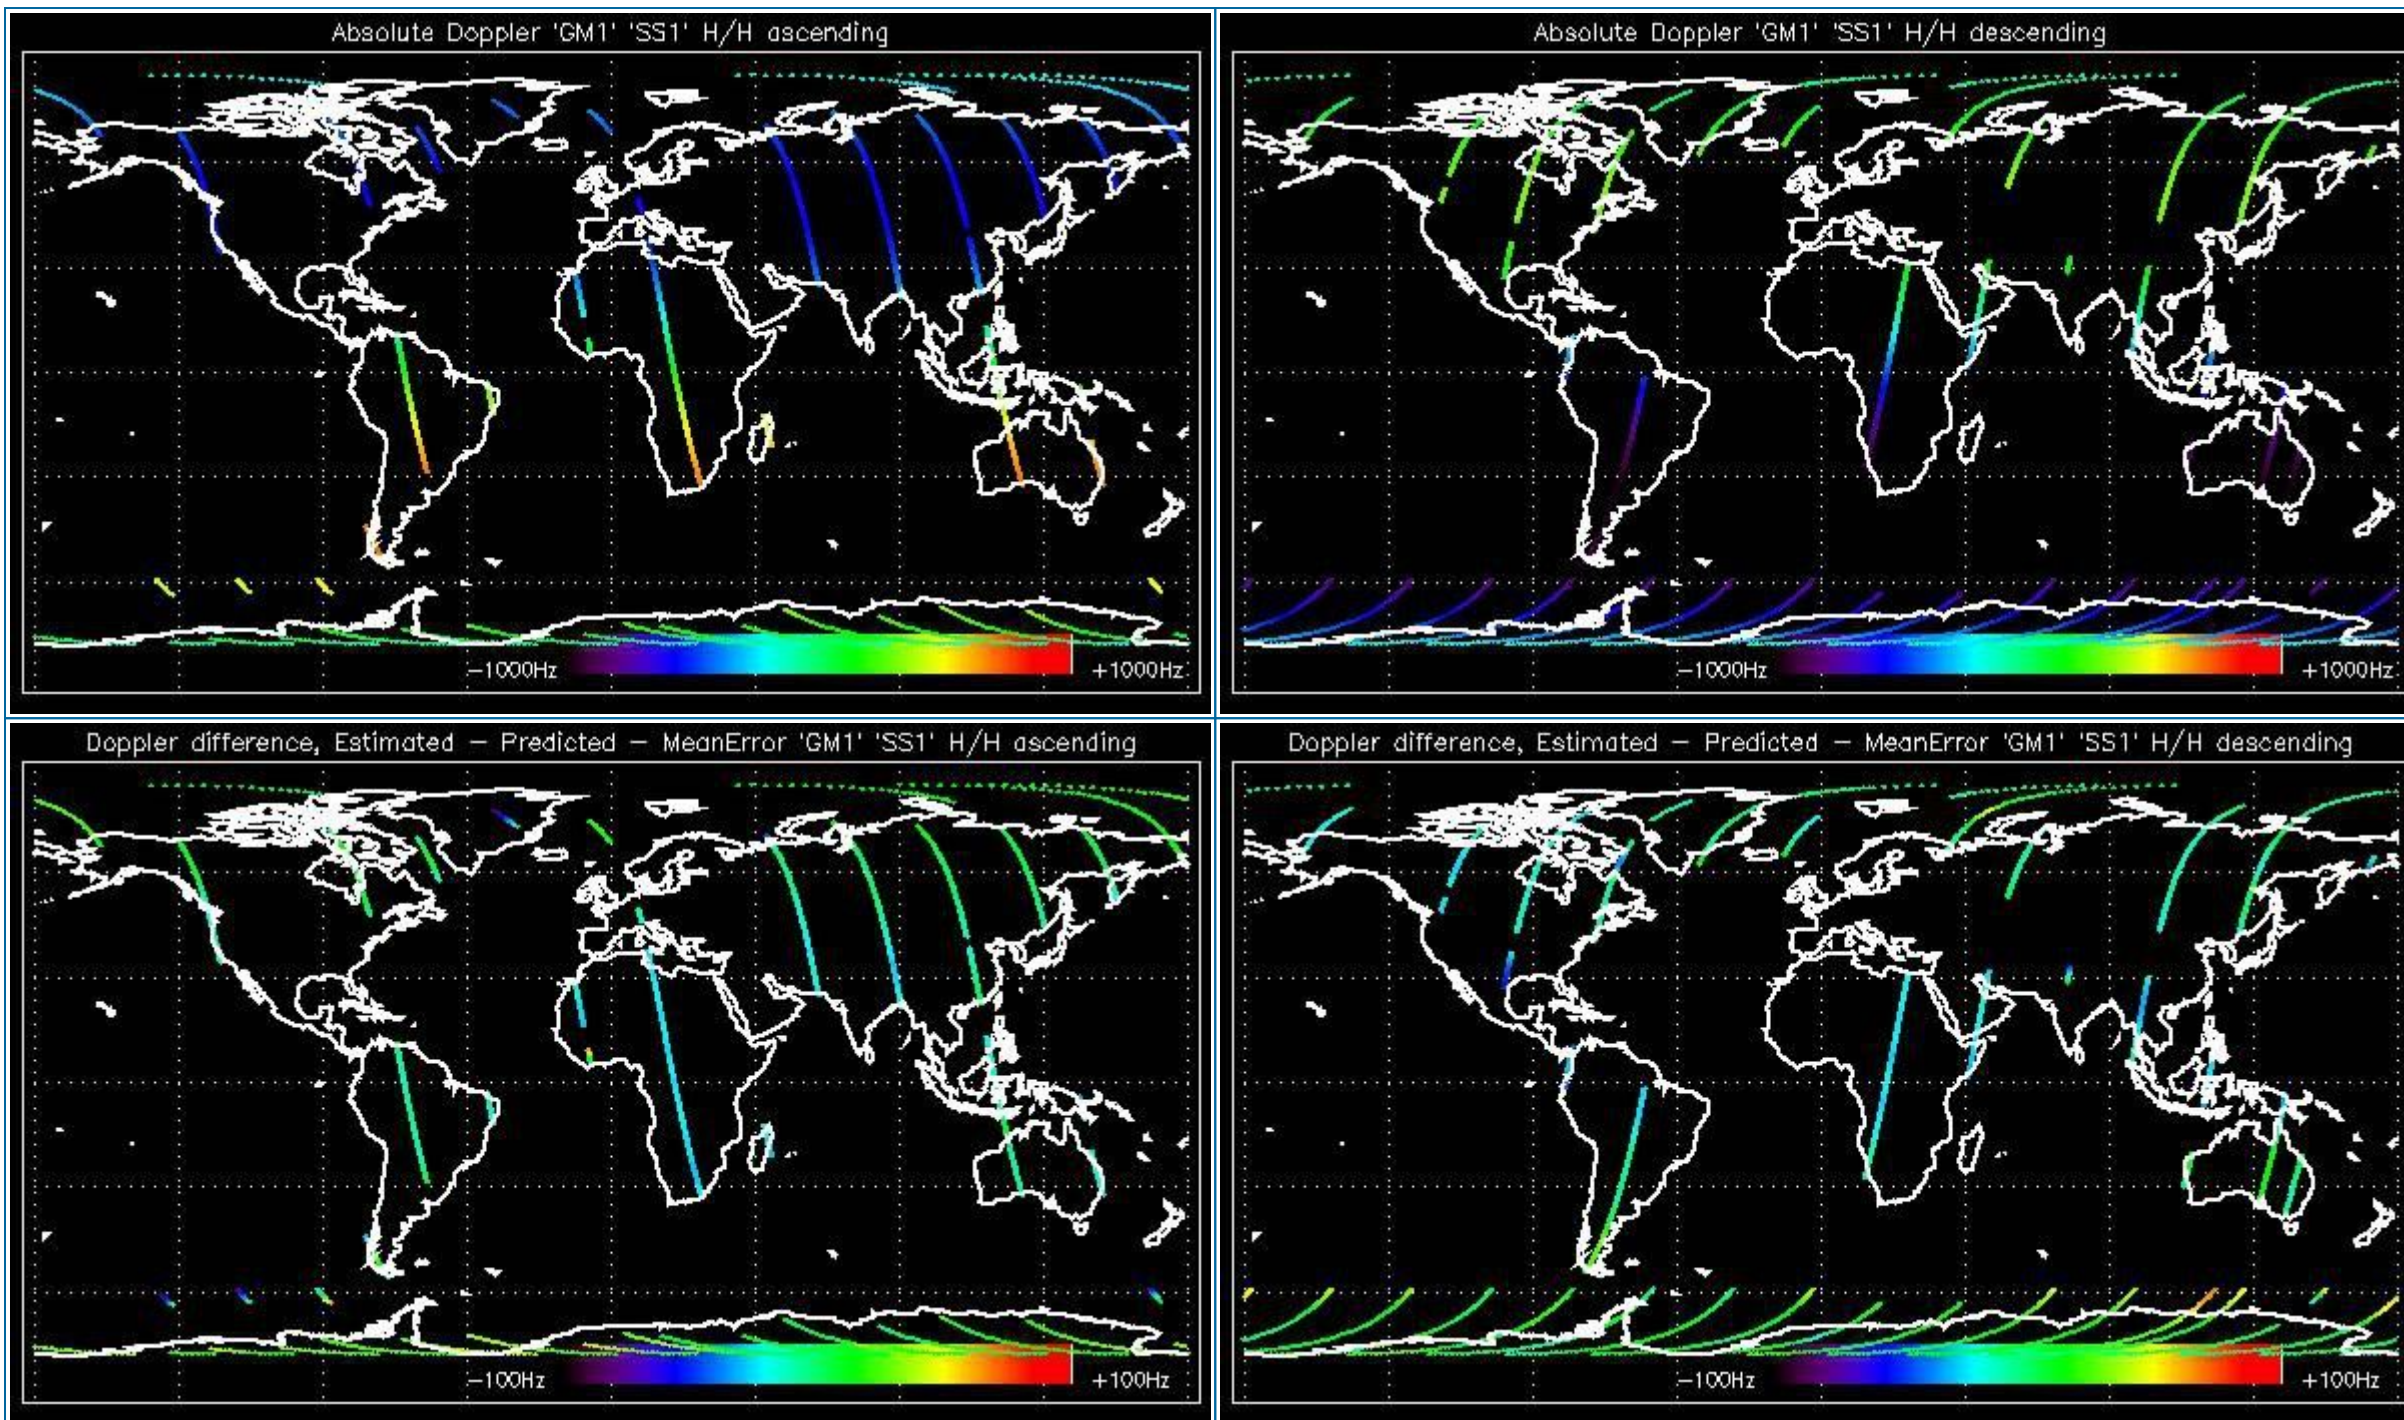 Absolute Doppler 'GM1' 'SS1' H/H ascending
−1000Hz +1000Hz
Absolute Doppler 'GM1' 'SS1' H/H descending
−1000Hz +1000Hz
Doppler difference, Estimated − Predicted − MeanError 'GM1' 'SS1' H/H ascending
−100Hz +100Hz
Doppler difference, Estimated − Predicted − MeanError 'GM1' 'SS1' H/H descending
−100Hz +100Hz